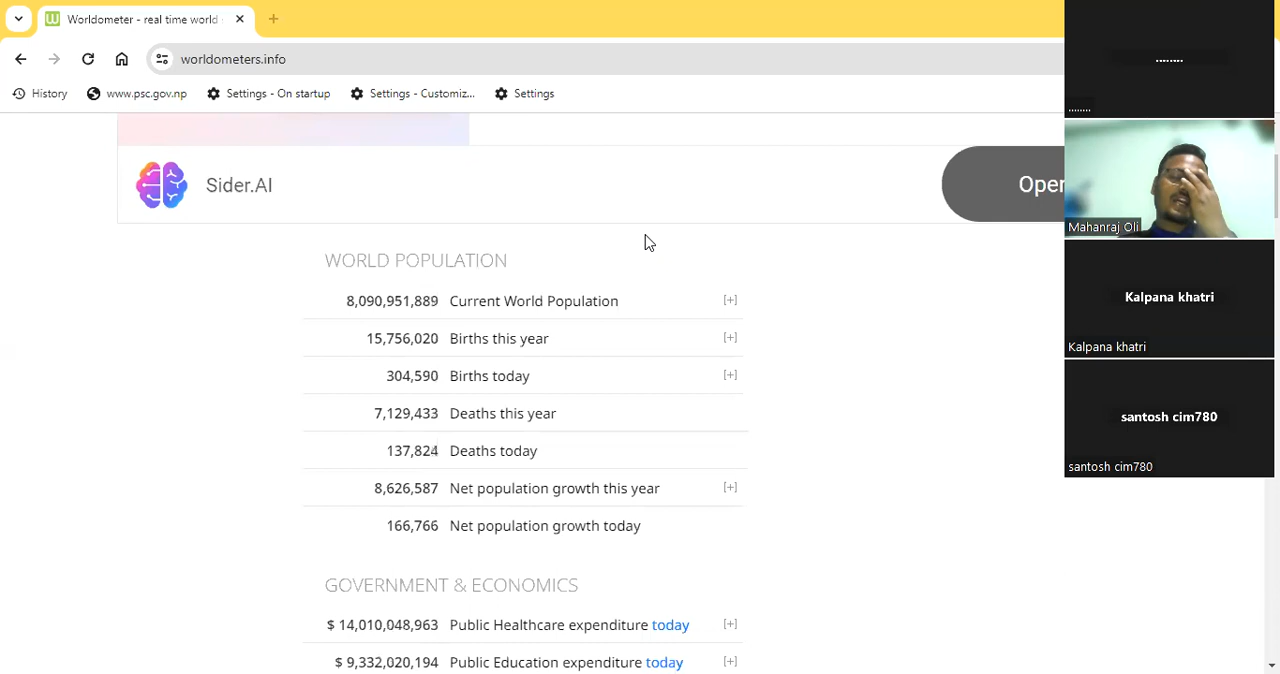 Worldometer - real time world
worldometers.info
History
www.psc.gov.np
Settings - On startup
Settings - Customiz...
Settings
Sider.AI
Oper
WORLD POPULATION
8,090,951,889 Current World Population [+]
15,756,020 Births this year [+]
304,590 Births today [+]
7,129,433 Deaths this year
137,824 Deaths today
8,626,587 Net population growth this year [+]
166,766 Net population growth today
GOVERNMENT & ECONOMICS
$ 14,010,048,963 Public Healthcare expenditure today [+]
$ 9,332,020,194 Public Education expenditure today [+]
........
........
Mahanraj Oli
Kalpana khatri
Kalpana khatri
santosh cim780
santosh cim780